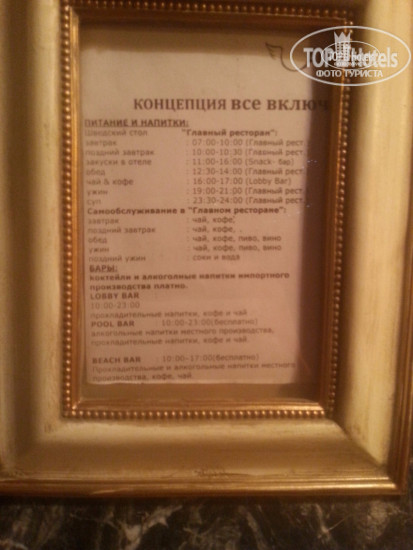 TOP Hotels
ФОТО ТУРИСТА
КОНЦЕПЦИЯ ВСЕ ВКЛЮЧ
ПИТАНИЕ И НАПИТКИ:
Шведский стол "Главный ресторан":
завтрак : 07:00-10:00 (Главный рест.
поздний завтрак : 10:00-10:30 (Главный рест.
закуски в отеле : 11:00-16:00 (Snack- бар)
обед : 12:30-14:00 (Главный рест.
чай & кофе : 16:00-17:00 (Lobby Bar)
ужин : 19:00-21:00 (Главный рест.
суп : 23:30-24:00 (Главный рест.
Самообслуживание в "Главном ресторане":
завтрак : чай, кофе,
поздний завтрак : чай, кофе, .
обед : чай, кофе, пиво, вино
ужин : чай, кофе, пиво, вино
поздний ужин : соки и вода
БАРЫ:
коктейли и алкогольные напитки импортного
производства платно.
LOBBY BAR
10:00-23:00
прохладительные напитки, кофе и чай
POOL BAR : 10:00-23:00(бесплатно)
алкогольные напитки местного производства,
прохладительные напитки, кофе и чай.
BEACH BAR : 10:00-17:00(бесплатно)
Прохладительные и алкогольные напитки местного
производства, кофе, чай.